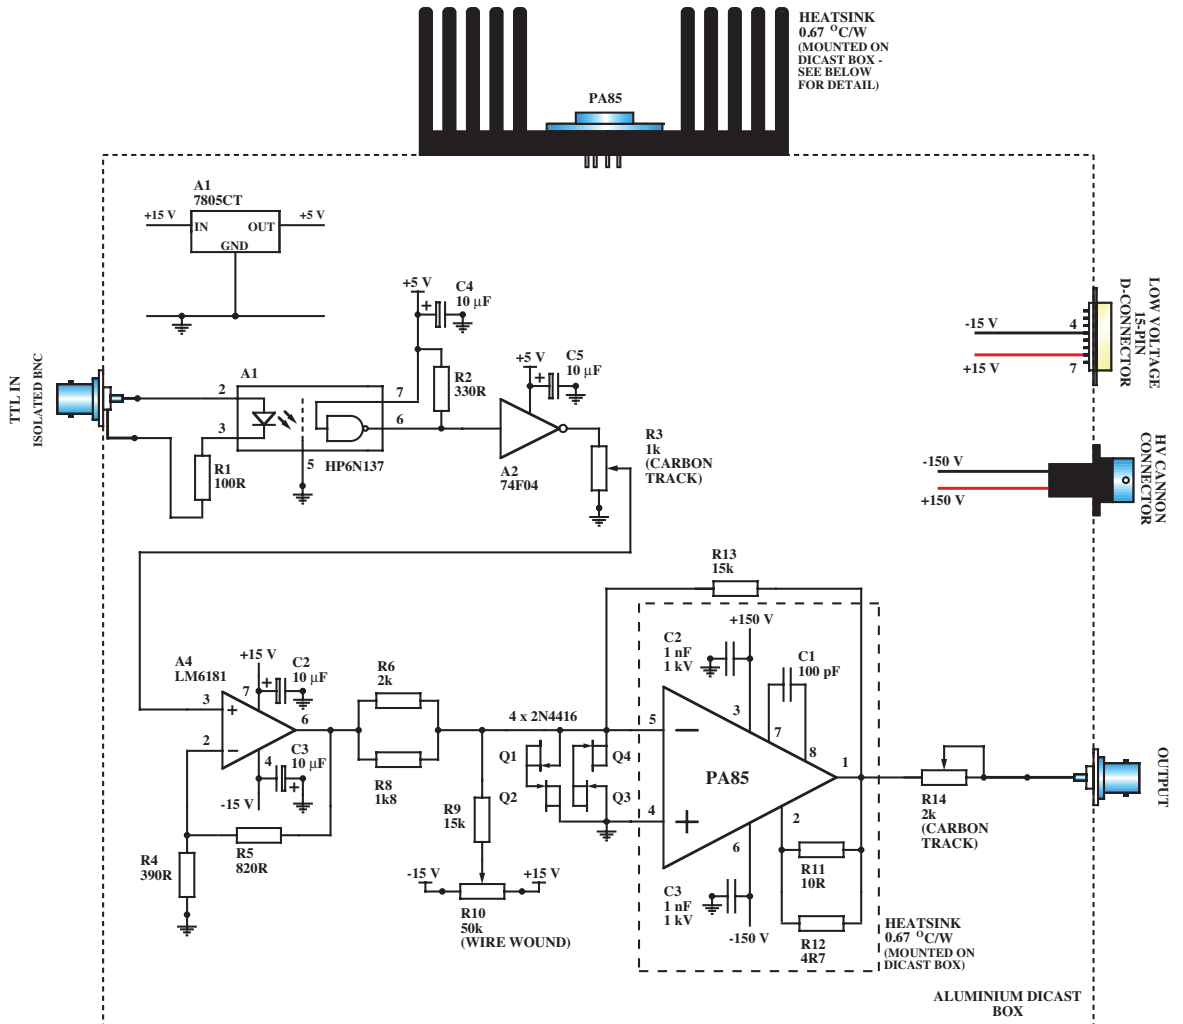 HEATSINK
0.67 °C/W
(MOUNTED ON
DICAST BOX -
SEE BELOW
FOR DETAIL)
PA85
A1
7805CT
+15 V
IN
OUT
+5 V
GND
+5 V
C4
10 µF
+
LOW VOLTAGE
15-PIN
D-CONNECTOR
-15 V
4
+15 V
7
TTL IN
ISOLATED BNC
A1
2
3
7
6
5
HP6N137
R1
100R
R2
330R
+5 V
C5
10 µF
+
A2
74F04
R3
1k
(CARBON
TRACK)
HV CANNON
CONNECTOR
-150 V
+150 V
R13
15k
A4
LM6181
+15 V
7
+
C2
10 µF
3
+
2
−
6
4
C3
10 µF
+
-15 V
R5
820R
R4
390R
R6
2k
R8
1k8
R9
15k
-15 V
+15 V
R10
50k
(WIRE WOUND)
4 x 2N4416
Q1
Q2
Q4
Q3
C2
1 nF
1 kV
+150 V
C1
100 pF
5
−
3
7
8
PA85
1
4
+
6
2
C3
1 nF
1 kV
-150 V
R11
10R
R12
4R7
HEATSINK
0.67 °C/W
(MOUNTED ON
DICAST BOX)
R14
2k
(CARBON
TRACK)
OUTPUT
ALUMINIUM DICAST
BOX